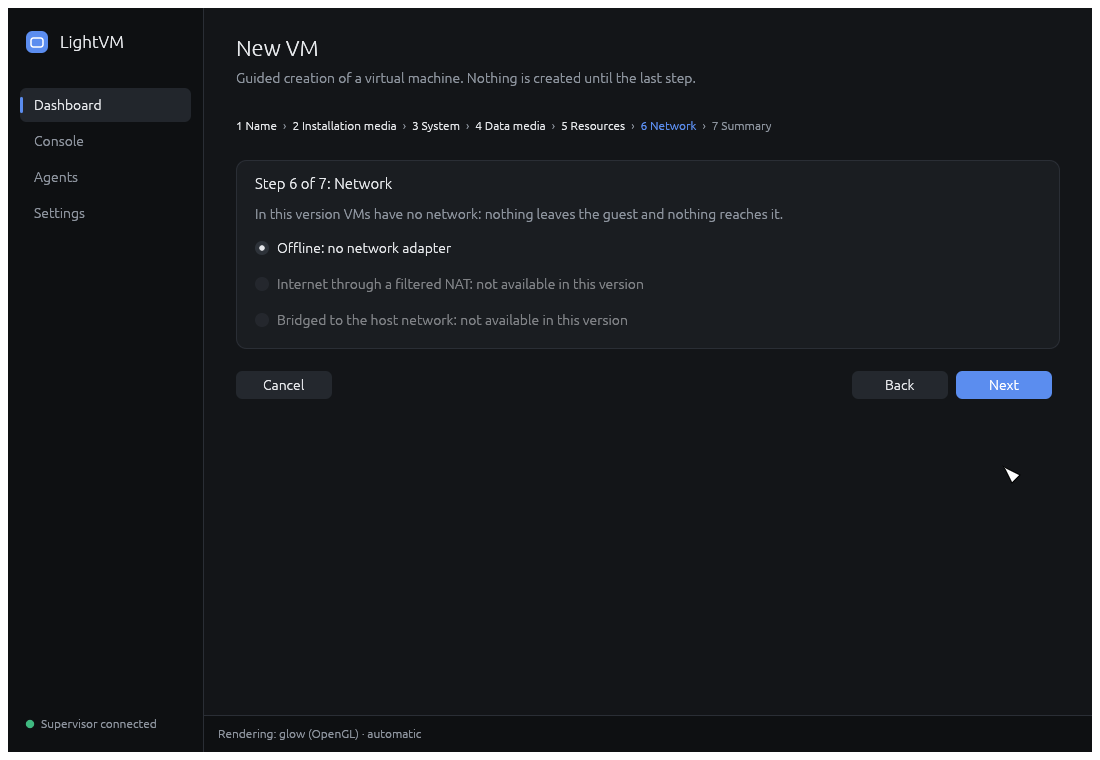 LightVM
Dashboard
Console
Agents
Settings
Supervisor connected
New VM
Guided creation of a virtual machine. Nothing is created until the last step.
1 Name › 2 Installation media › 3 System › 4 Data media › 5 Resources › 6 Network › 7 Summary
Step 6 of 7: Network
In this version VMs have no network: nothing leaves the guest and nothing reaches it.
Offline: no network adapter
Internet through a filtered NAT: not available in this version
Bridged to the host network: not available in this version
Cancel
Back
Next
Rendering: glow (OpenGL) · automatic